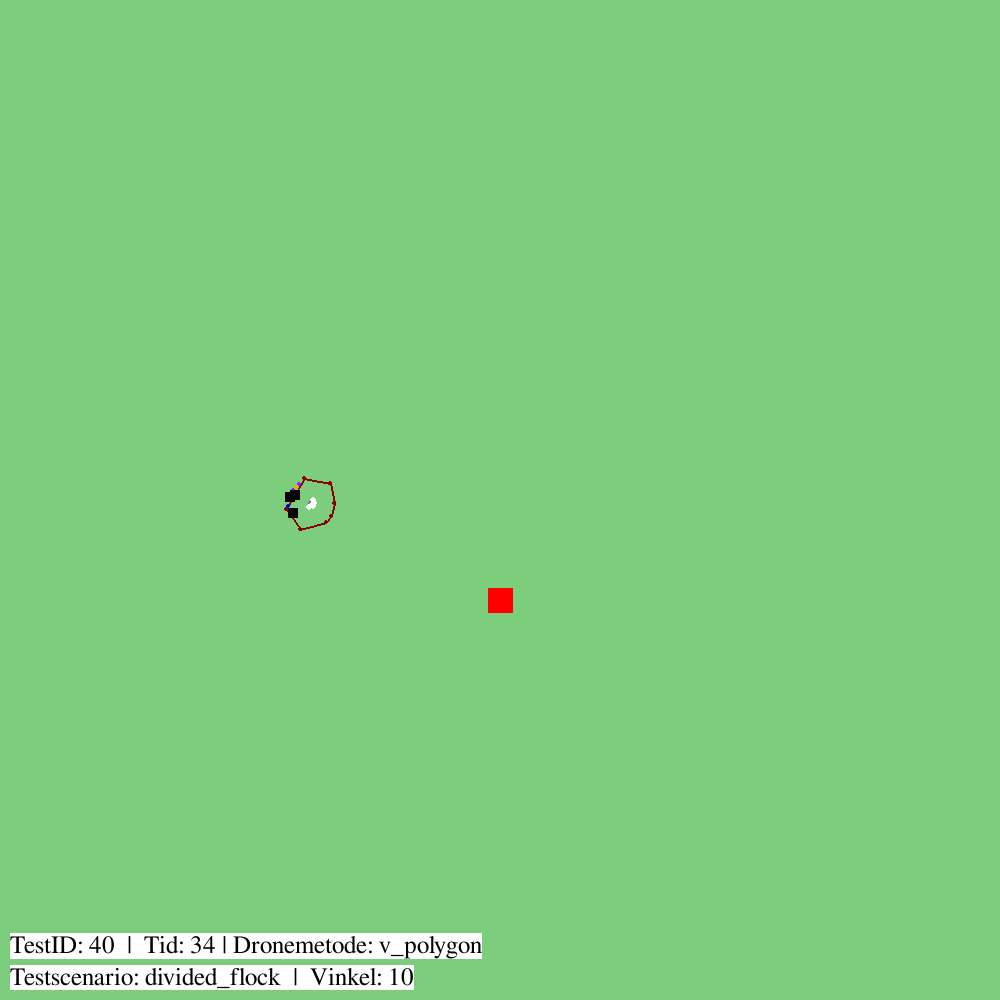 TestID: 40 | Tid: 34 | Dronemetode: v_polygon
Testscenario: divided_flock | Vinkel: 10